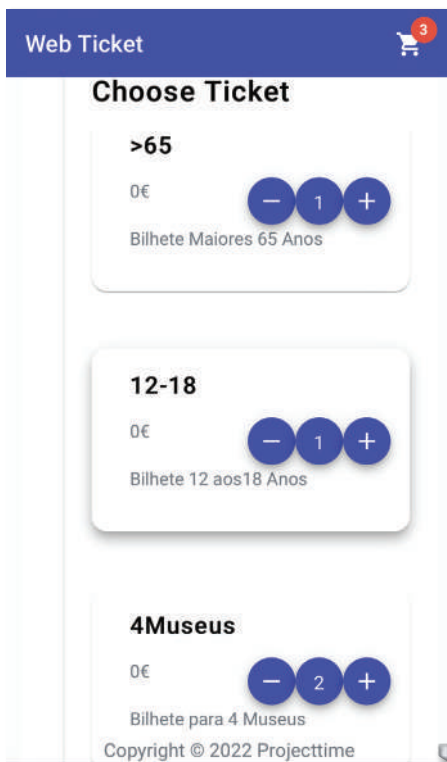 Web Ticket
3
Choose Ticket
>65
0€
− 1 +
Bilhete Maiores 65 Anos
12-18
0€
− 1 +
Bilhete 12 aos18 Anos
4Museus
0€
− 2 +
Bilhete para 4 Museus
Copyright © 2022 Projecttime